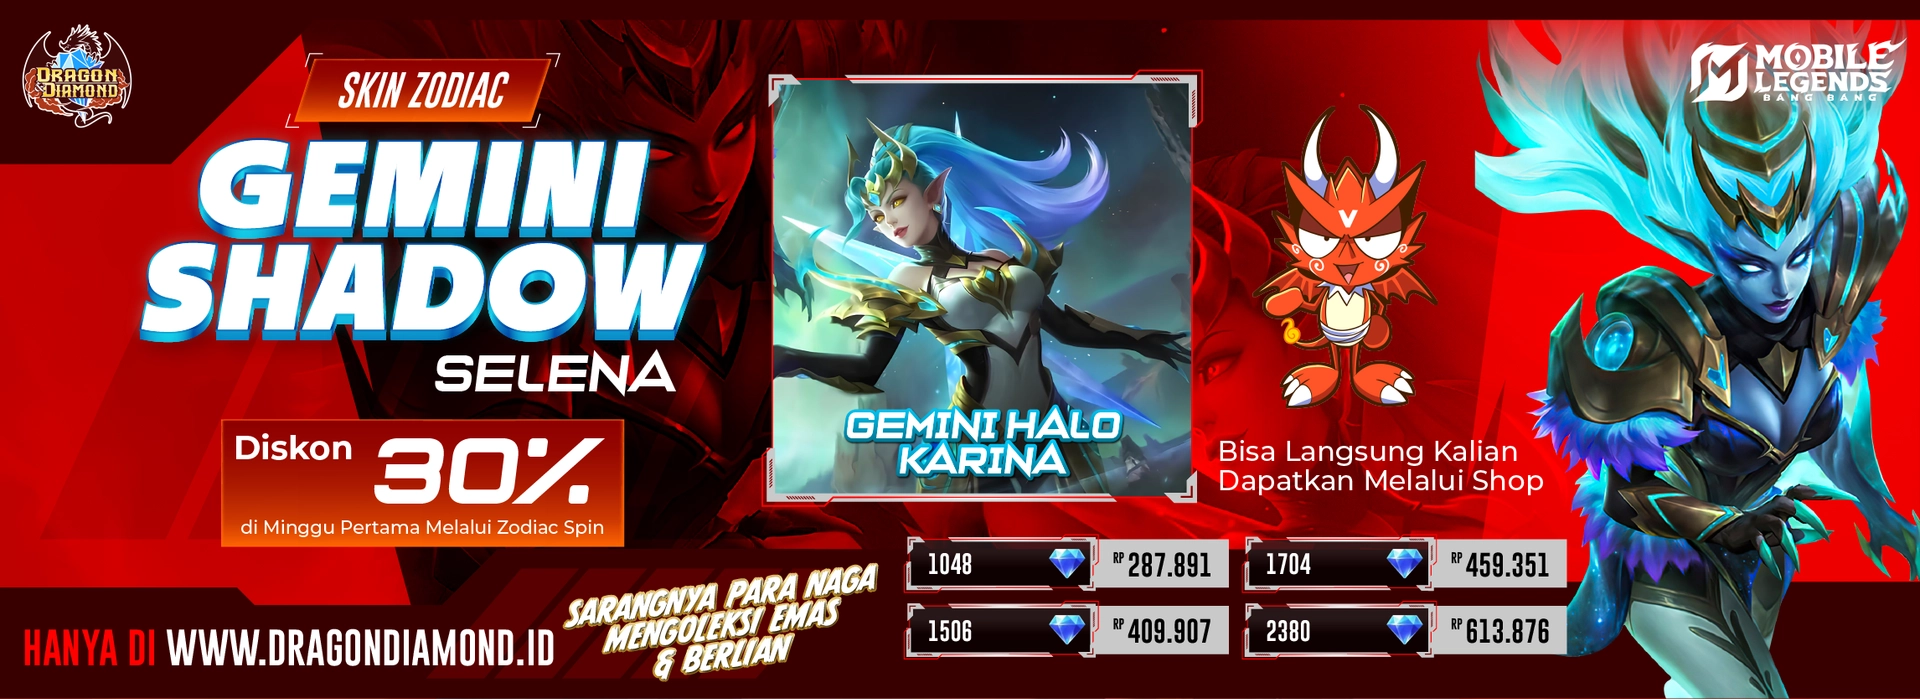 DRAGON
DIAMOND
SKIN ZODIAC
GEMINI
SHADOW
SELENA
Diskon 30%
di Minggu Pertama Melalui Zodiac Spin
HANYA DI WWW.DRAGONDIAMOND.ID
SARANGNYA PARA NAGA
MENGOLEKSI EMAS
& BERLIAN
GEMINI HALO
KARINA
V
Bisa Langsung Kalian
Dapatkan Melalui Shop
MOBILE
LEGENDS
BANG BANG
1048 RP 287.891
1704 RP 459.351
1506 RP 409.907
2380 RP 613.876